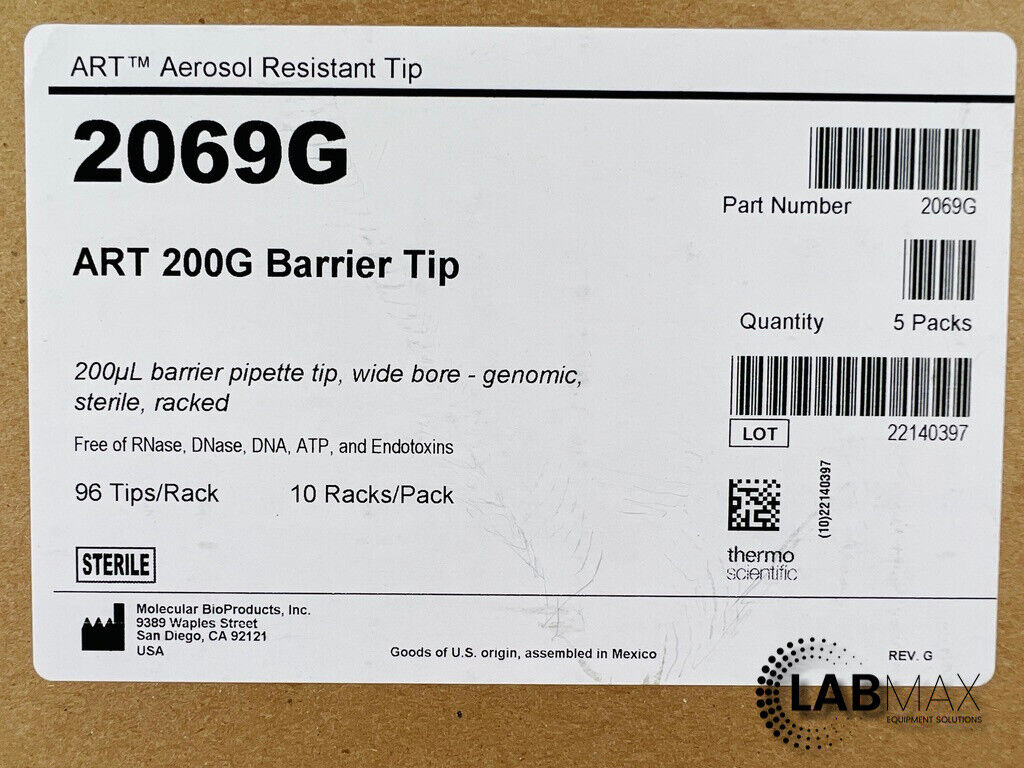 ART™ Aerosol Resistant Tip
2069G
Part Number 2069G
ART 200G Barrier Tip
Quantity 5 Packs
200µL barrier pipette tip, wide bore - genomic,
sterile, racked
Free of RNase, DNase, DNA, ATP, and Endotoxins
LOT 22140397
96 Tips/Rack 10 Racks/Pack
(10)22140397
thermo
scientific
STERILE
Molecular BioProducts, Inc.
9389 Waples Street
San Diego, CA 92121
USA
Goods of U.S. origin, assembled in Mexico
REV. G
LABMAX
EQUIPMENT SOLUTIONS